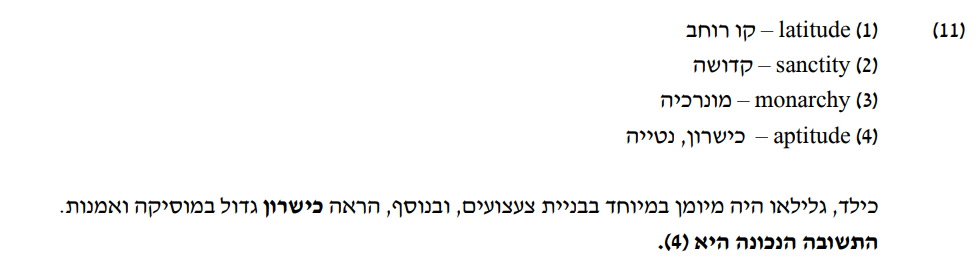 (11) (1) latitude – קו רוחב
(2) sanctity – קדושה
(3) monarchy – מונרכיה
(4) aptitude – כישרון, נטייה
כילד, גלילאו היה מיומן במיוחד בבניית צעצועים, ובנוסף, הראה כישרון גדול במוסיקה ואמנות.
התשובה הנכונה היא (4).